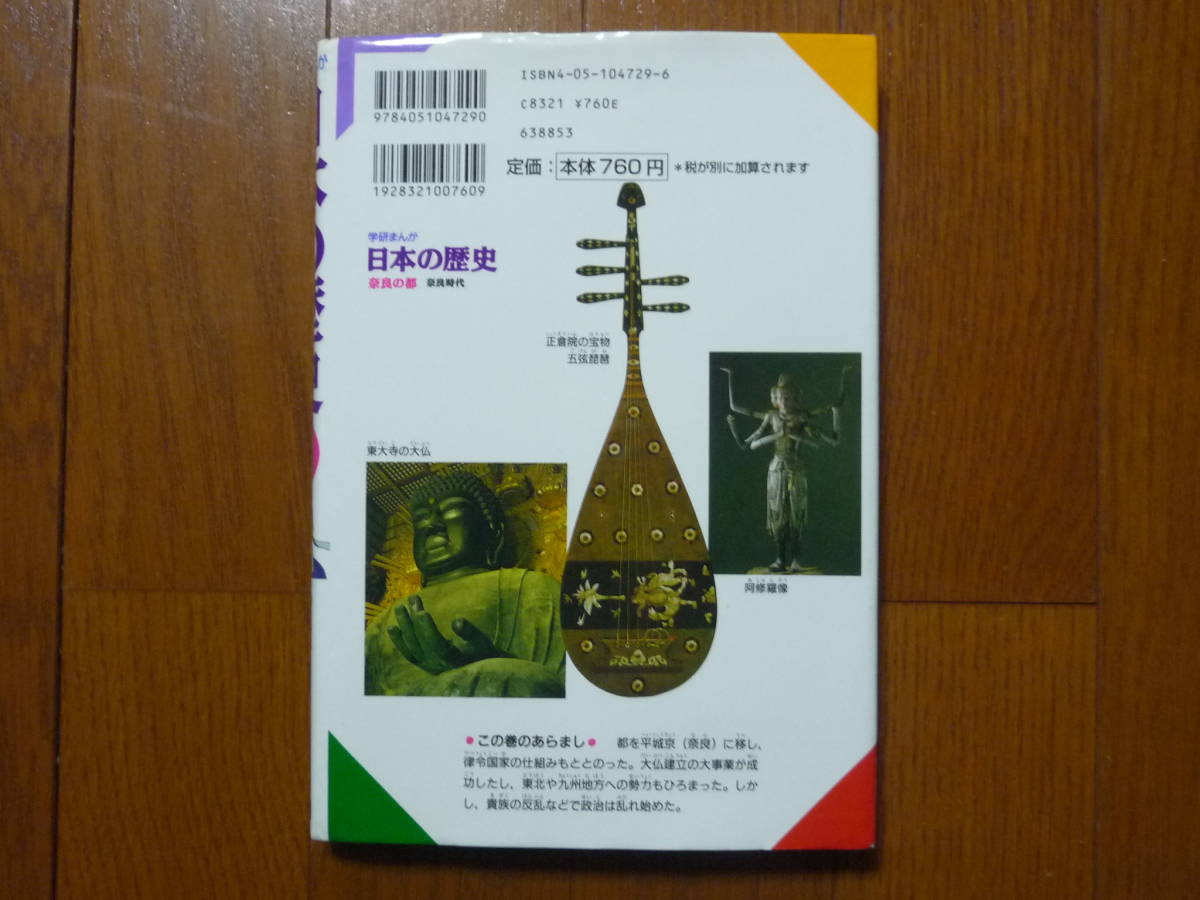 ISBN4-05-104729-6
9784051047290
C8321 ¥760E
638853
1928321007609
定価：本体760円 *税が別に加算されます
学研まんが
日本の歴史
奈良の都 奈良時代
正倉院の宝物
五弦琵琶
東大寺の大仏
阿修羅像
●この巻のあらまし● 都を平城京（奈良）に移し、
律令国家の仕組みもととのった。大仏建立の大事業が成
功したし、東北や九州地方への勢力もひろまった。しか
し、貴族の反乱などで政治は乱れ始めた。